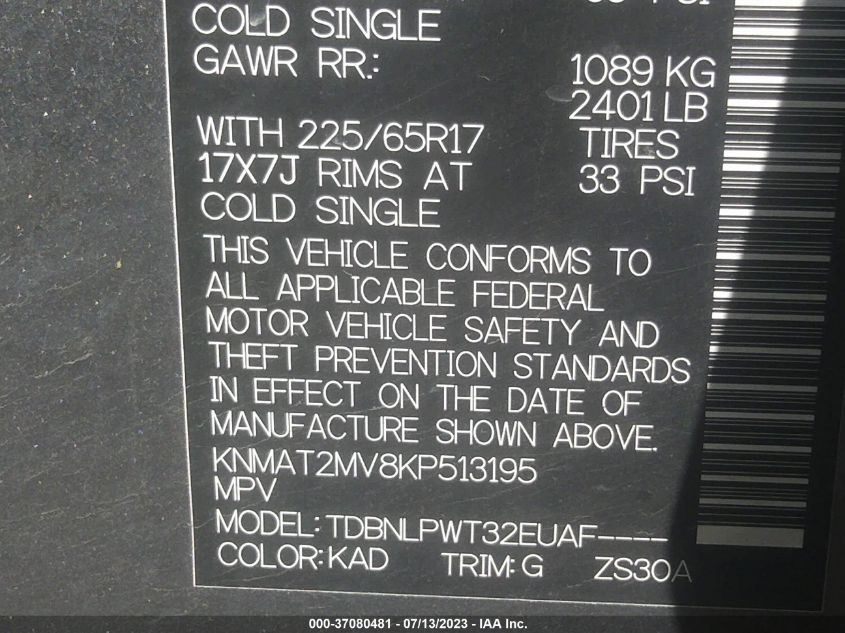 COLD SINGLE
GAWR RR.: 1089 KG
2401 LB
WITH 225/65R17 TIRES
17X7J RIMS AT 33 PSI
COLD SINGLE
THIS VEHICLE CONFORMS TO
ALL APPLICABLE FEDERAL
MOTOR VEHICLE SAFETY AND
THEFT PREVENTION STANDARDS
IN EFFECT ON THE DATE OF
MANUFACTURE SHOWN ABOVE.
KNMAT2MV8KP513195
MPV
MODEL: TDBNLPWT32EUAF----
COLOR: KAD TRIM: G ZS30A
000-37080481 - 07/13/2023 - IAA Inc.